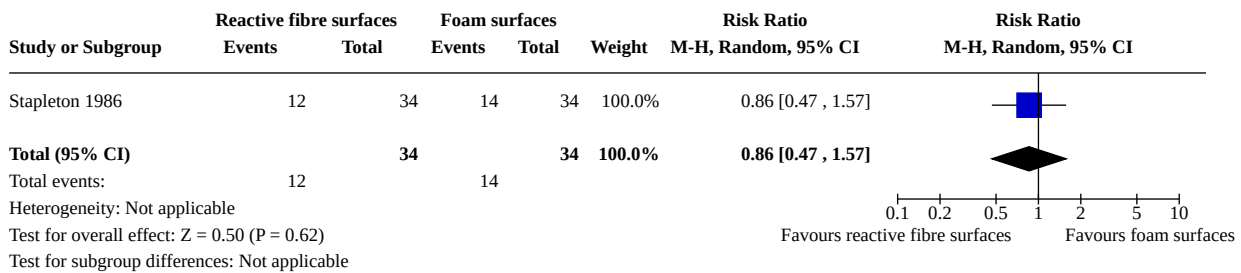 Reactive fibre surfaces Foam surfaces Risk Ratio Risk Ratio
Study or Subgroup Events Total Events Total Weight M-H, Random, 95% CI M-H, Random, 95% CI
Stapleton 1986 12 34 14 34 100.0% 0.86 [0.47 , 1.57]
Total (95% CI) 34 34 100.0% 0.86 [0.47 , 1.57]
Total events: 12 14
Heterogeneity: Not applicable
0.1 0.2 0.5 1 2 5 10
Test for overall effect: Z = 0.50 (P = 0.62) Favours reactive fibre surfaces Favours foam surfaces
Test for subgroup differences: Not applicable